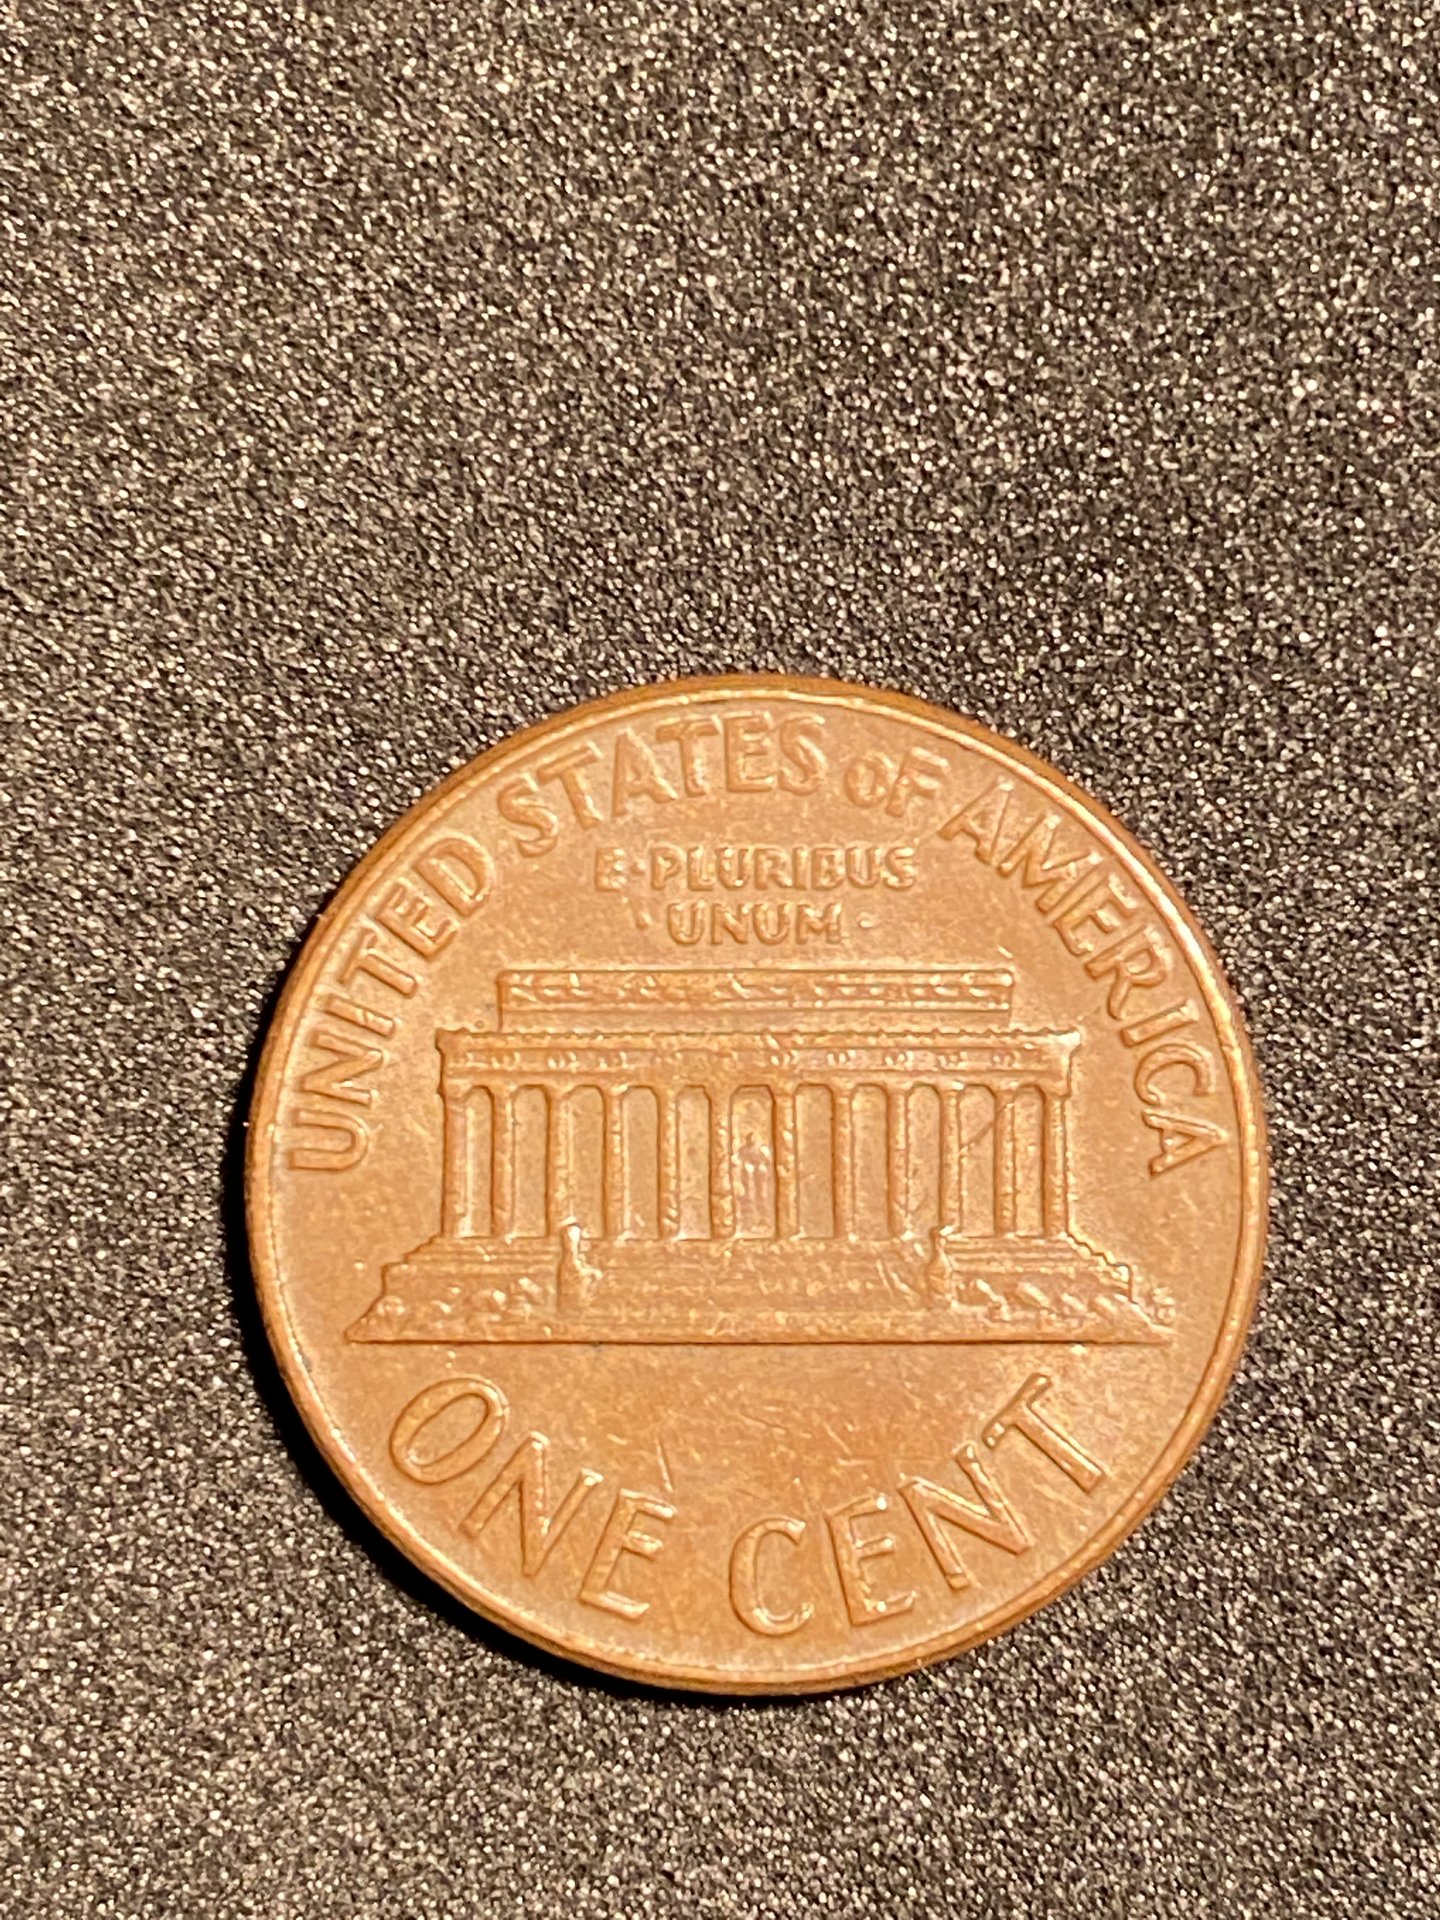 UNITED STATES OF AMERICA
E·PLURIBUS
·UNUM·
ONE CENT